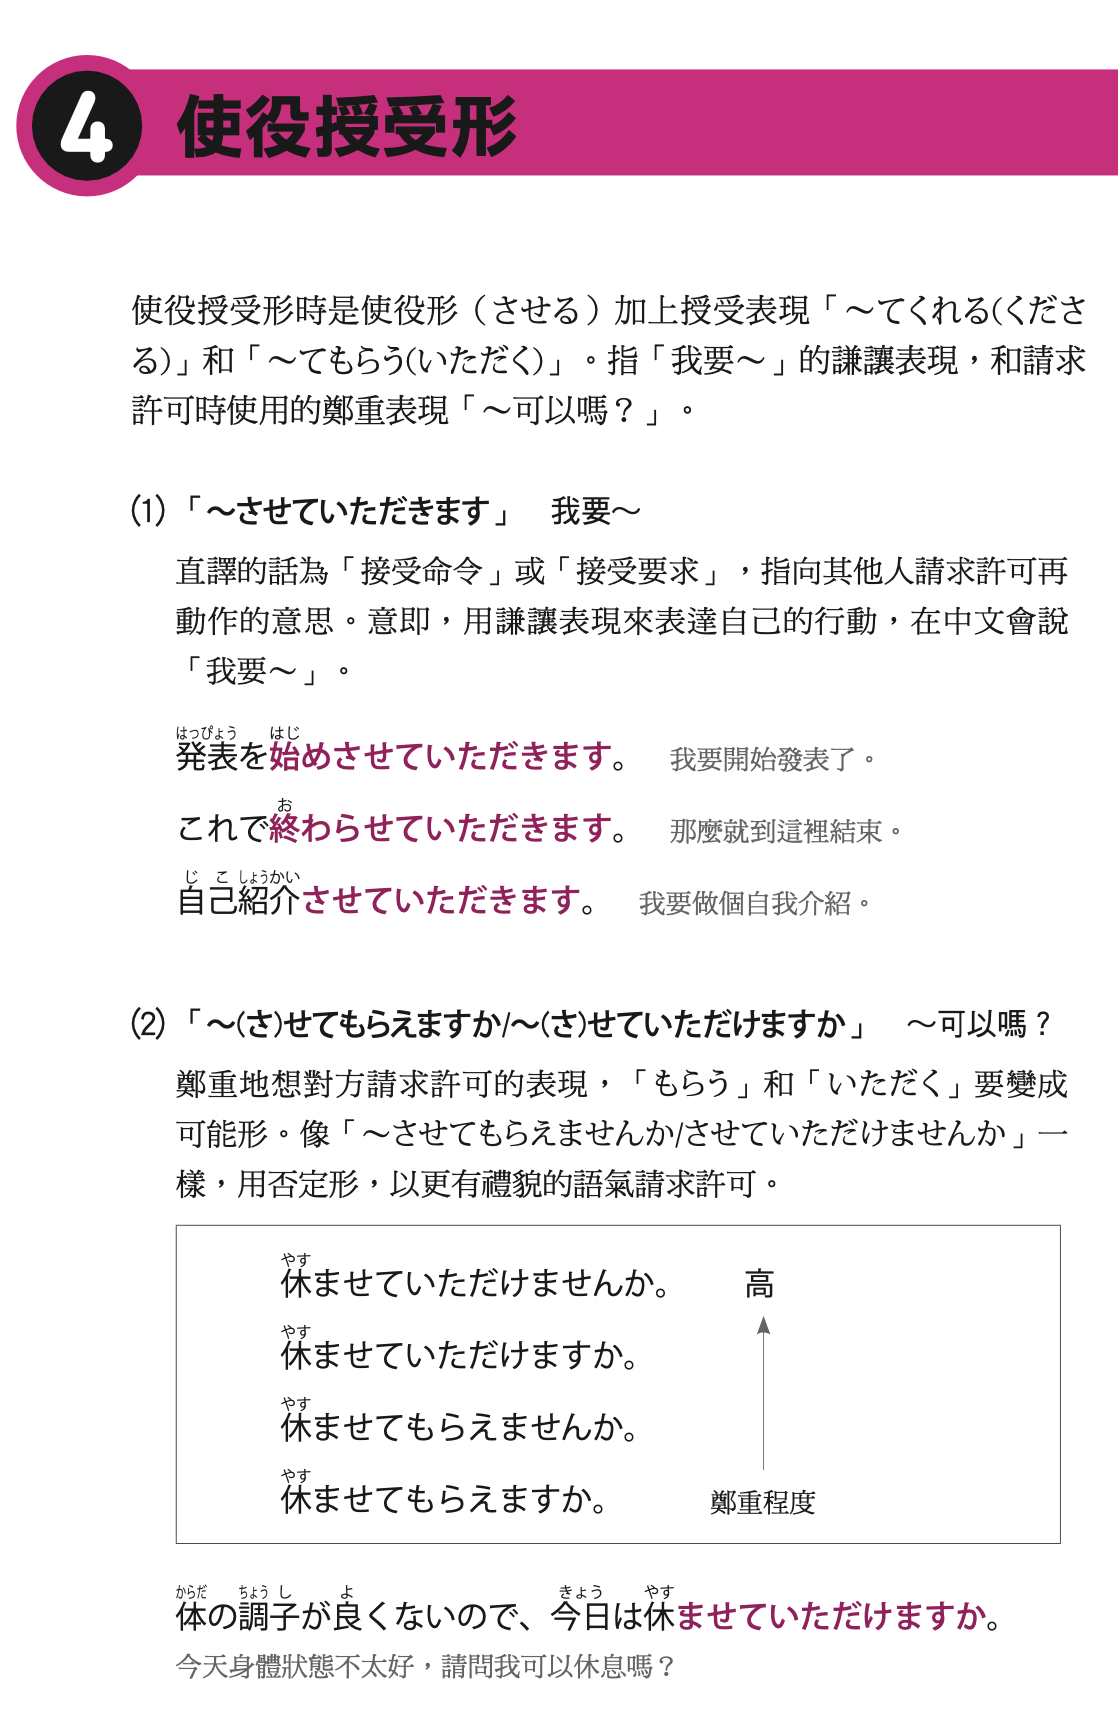 4 使役授受形
使役授受形時是使役形（させる）加上授受表現「～てくれる(くださ
る)」和「～てもらう(いただく)」。指「我要～」的謙讓表現，和請求
許可時使用的鄭重表現「～可以嗎？」。
(1)「～させていただきます」　我要～
直譯的話為「接受命令」或「接受要求」，指向其他人請求許可再
動作的意思。意即，用謙讓表現來表達自己的行動，在中文會說
「我要～」。
はっぴょう　はじ
発表を始めさせていただきます。　我要開始發表了。
お
これで終わらせていただきます。　那麼就到這裡結束。
じ　こ　しょうかい
自己紹介させていただきます。　我要做個自我介紹。
(2)「～(さ)せてもらえますか/～(さ)せていただけますか」　～可以嗎？
鄭重地想對方請求許可的表現，「もらう」和「いただく」要變成
可能形。像「～させてもらえませんか/させていただけませんか」一
樣，用否定形，以更有禮貌的語氣請求許可。
やす
休ませていただけませんか。　高
やす
休ませていただけますか。
やす
休ませてもらえませんか。
やす
休ませてもらえますか。　鄭重程度
からだ　ちょう　し　よ　きょう　やす
体の調子が良くないので、今日は休ませていただけますか。
今天身體狀態不太好，請問我可以休息嗎？